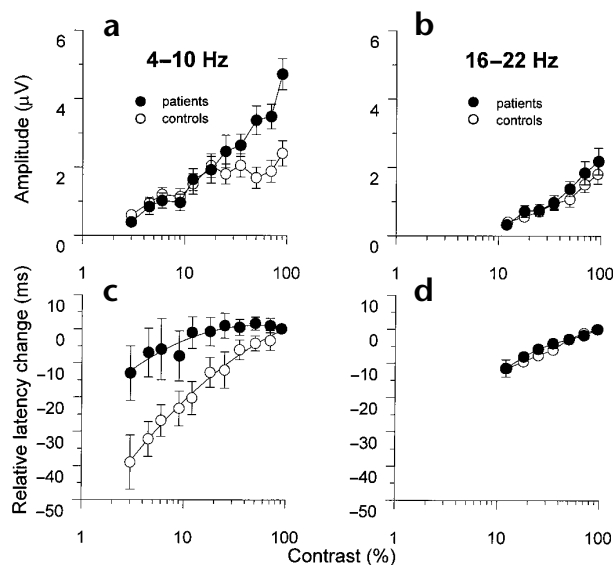 a
b
6
4–10 Hz
patients
controls
4
2
0
Amplitude (μV)
1
10
100
6
16–22 Hz
patients
controls
4
2
0
1
10
100
c
d
10
0
−10
−20
−30
−40
−50
Relative latency change (ms)
1
10
100
10
0
−10
−20
−30
−40
−50
1
10
100
Contrast (%)